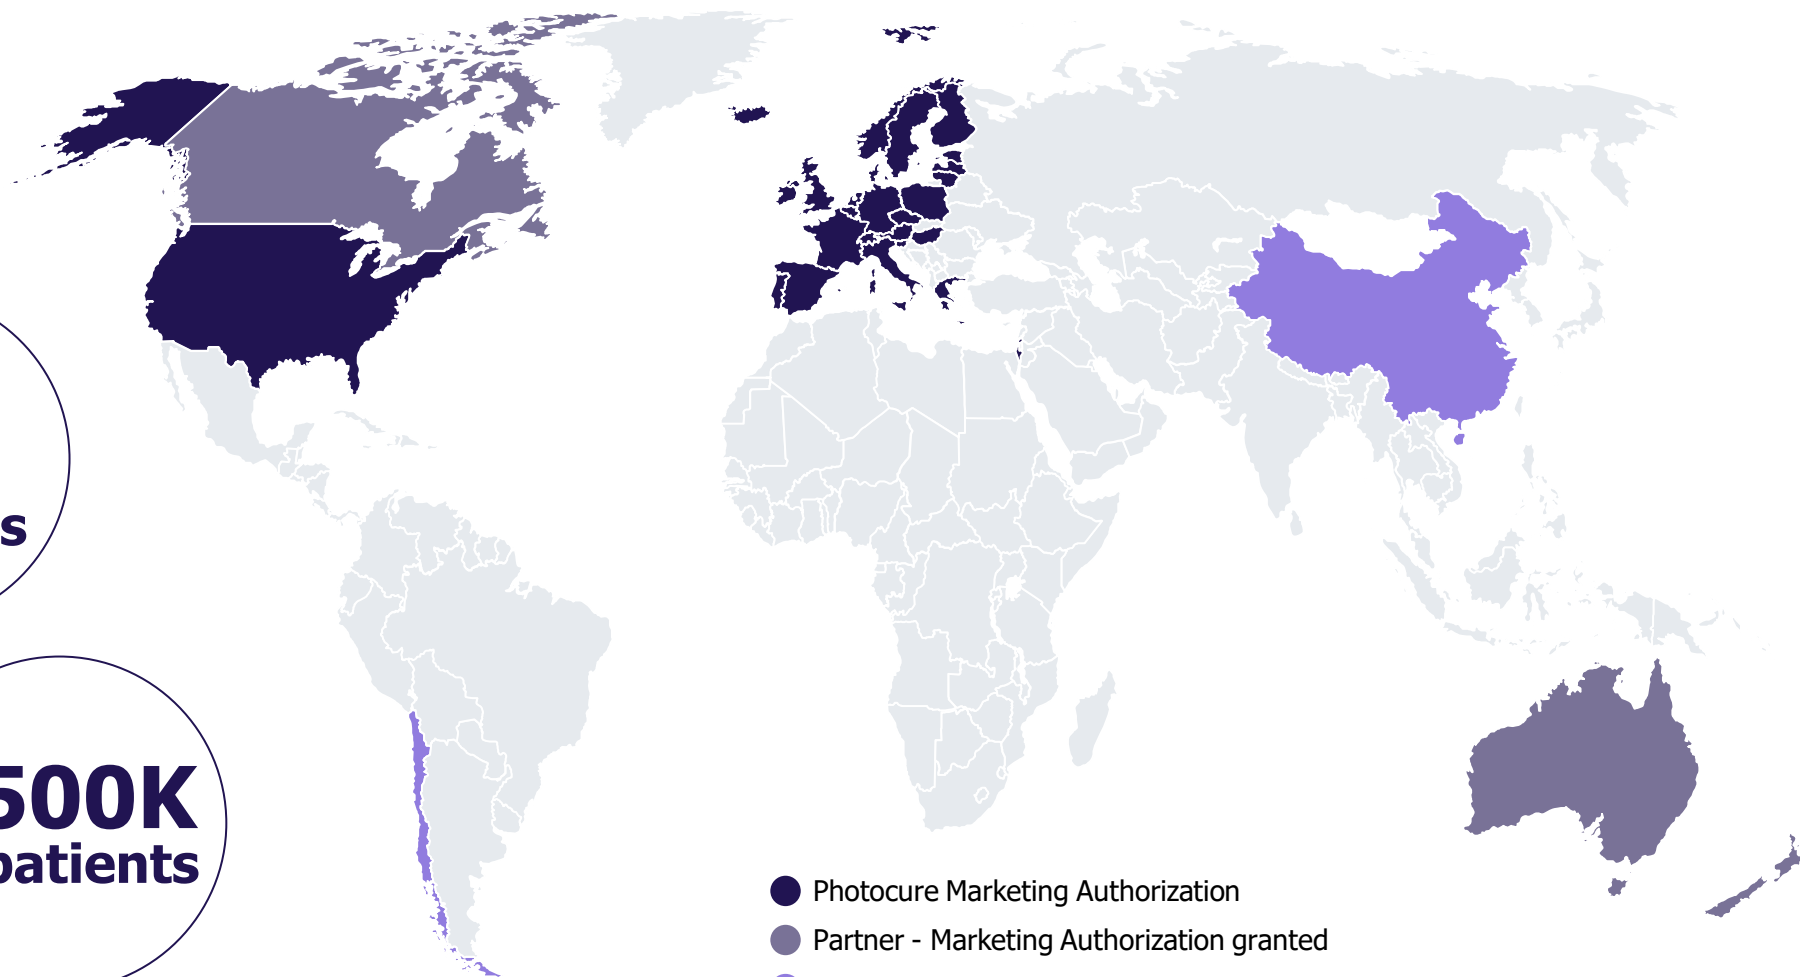 s
500K
patients
Photocure Marketing Authorization
Partner - Marketing Authorization granted